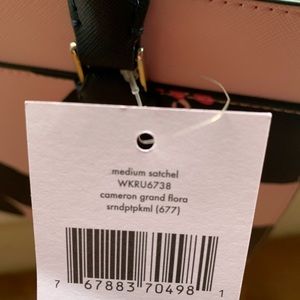 medium satchel
WKRU6738
cameron grand flora
srndptpkml (677)
7 67883 70498 1